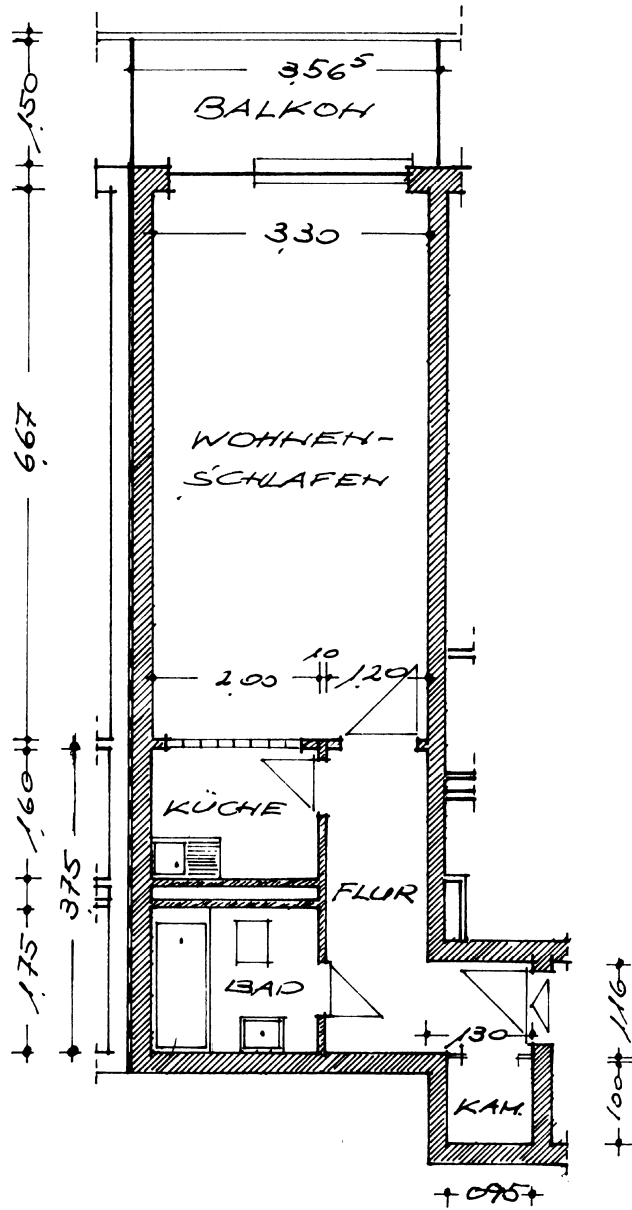 3,56⁵
BALKON
1,50
3,30
6,67
WOHNEN-
SCHLAFEN
10
2,00
1,20
KÜCHE
1,60
3,75
FLUR
BAD
1,75
1,30
1,16
KAM.
1,00
0,95